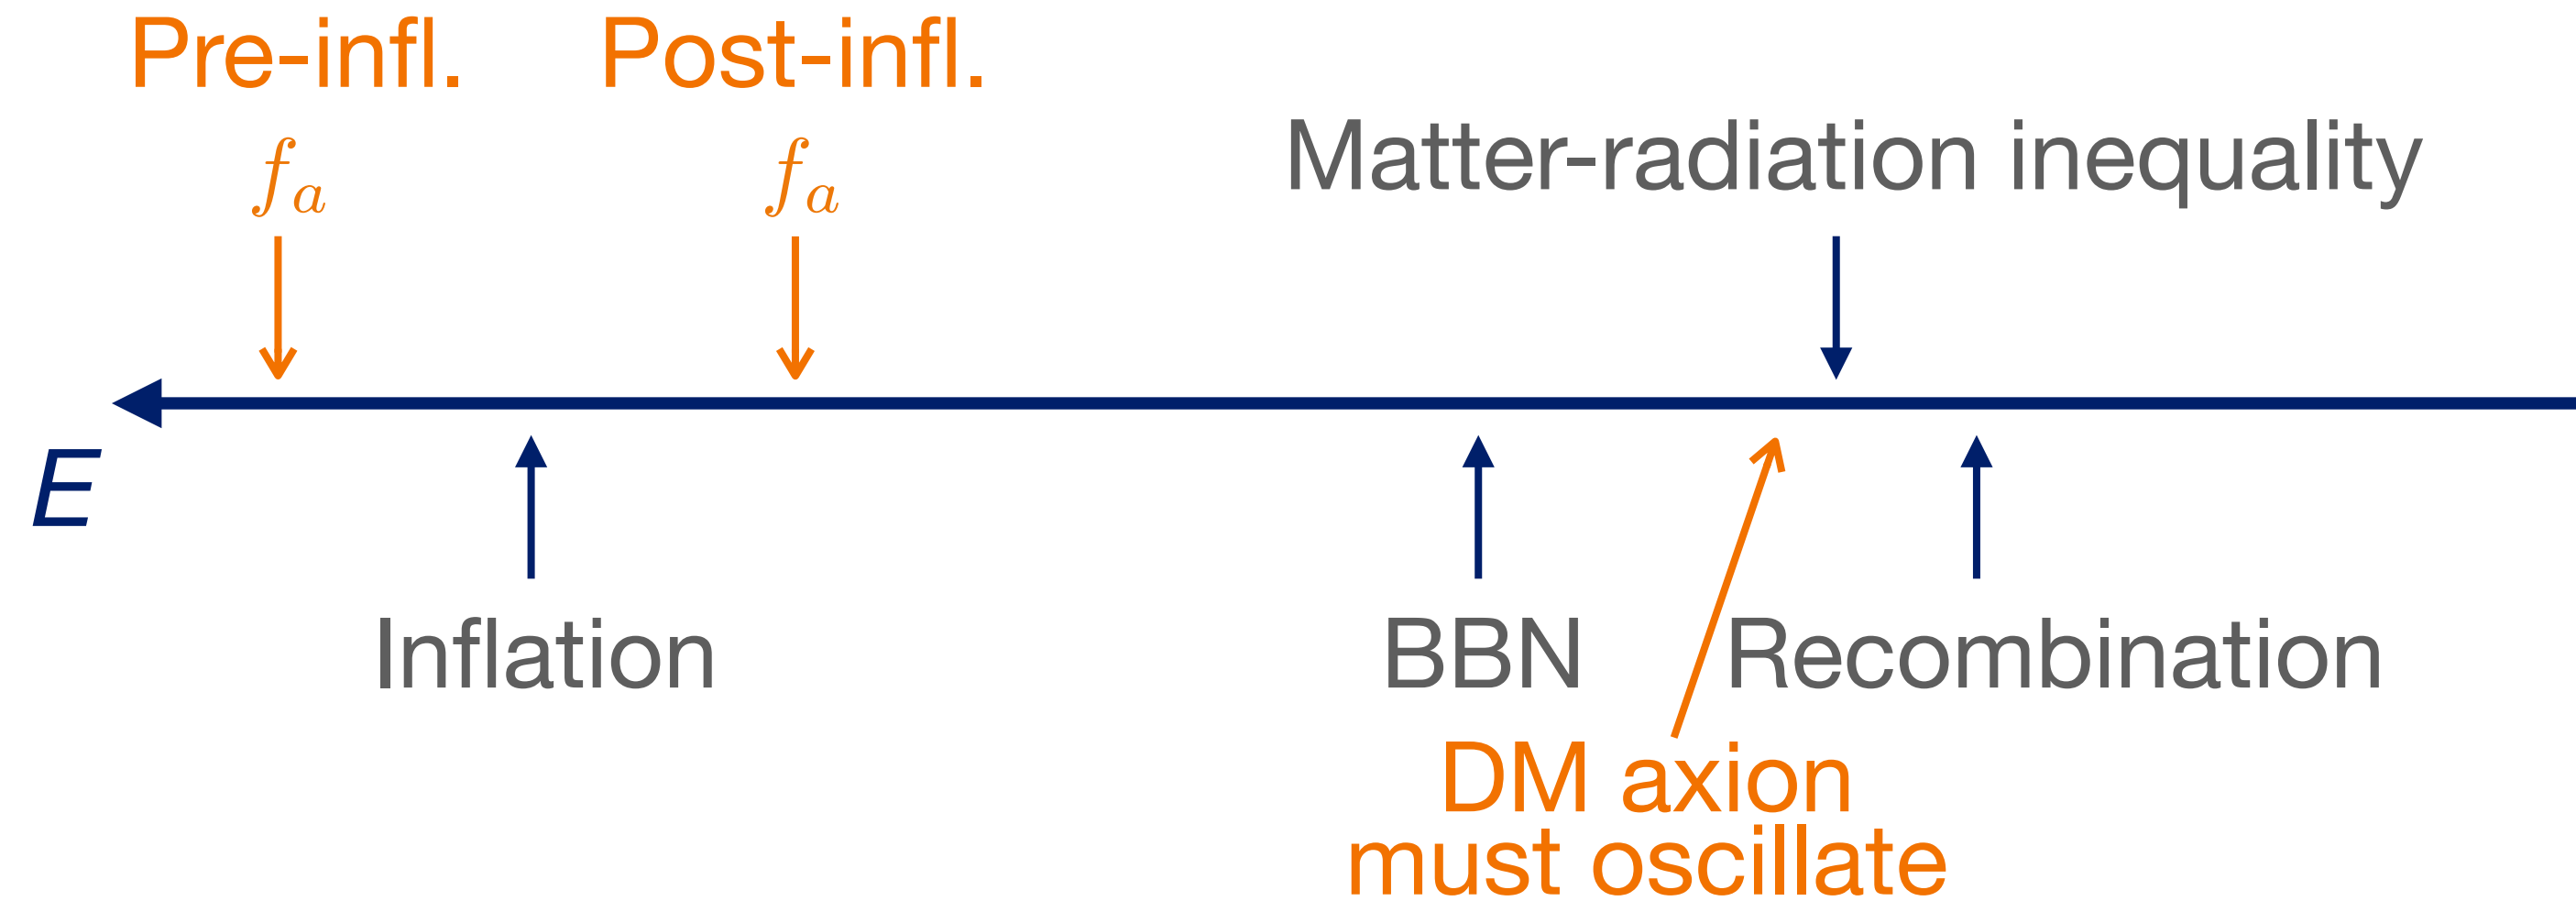 Pre-infl.
Post-infl.
f_a
f_a
Matter-radiation inequality
E
Inflation
BBN
Recombination
DM axion
must oscillate